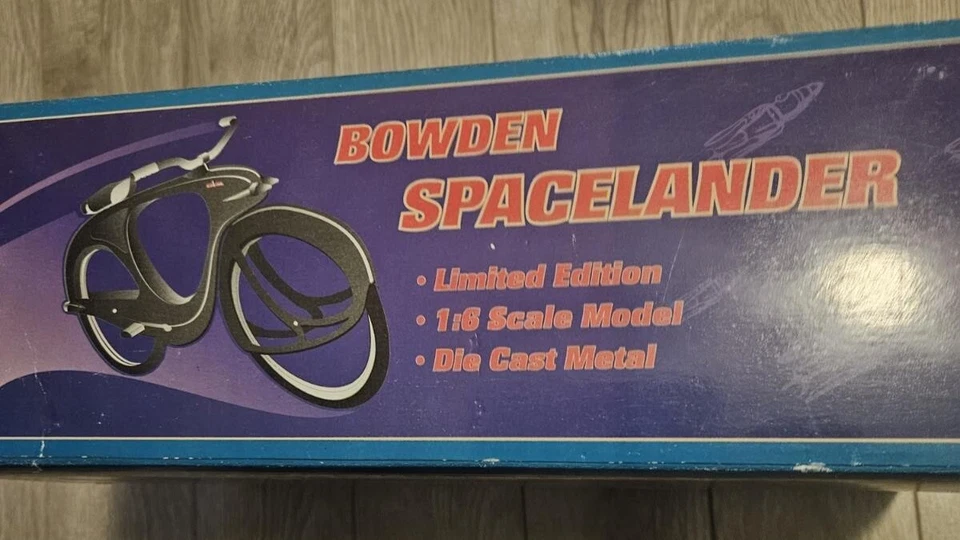 BOWDEN
SPACELANDER
• Limited Edition
• 1:6 Scale Model
• Die Cast Metal